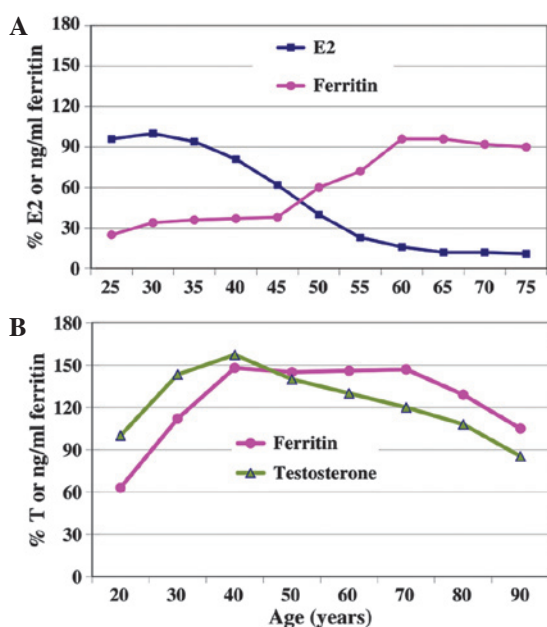 A
% E2 or ng/ml ferritin
180
150
120
90
60
30
0
E2
Ferritin
25 30 35 40 45 50 55 60 65 70 75
B
% T or ng/ml ferritin
180
150
120
90
60
30
0
Ferritin
Testosterone
20 30 40 50 60 70 80 90
Age (years)